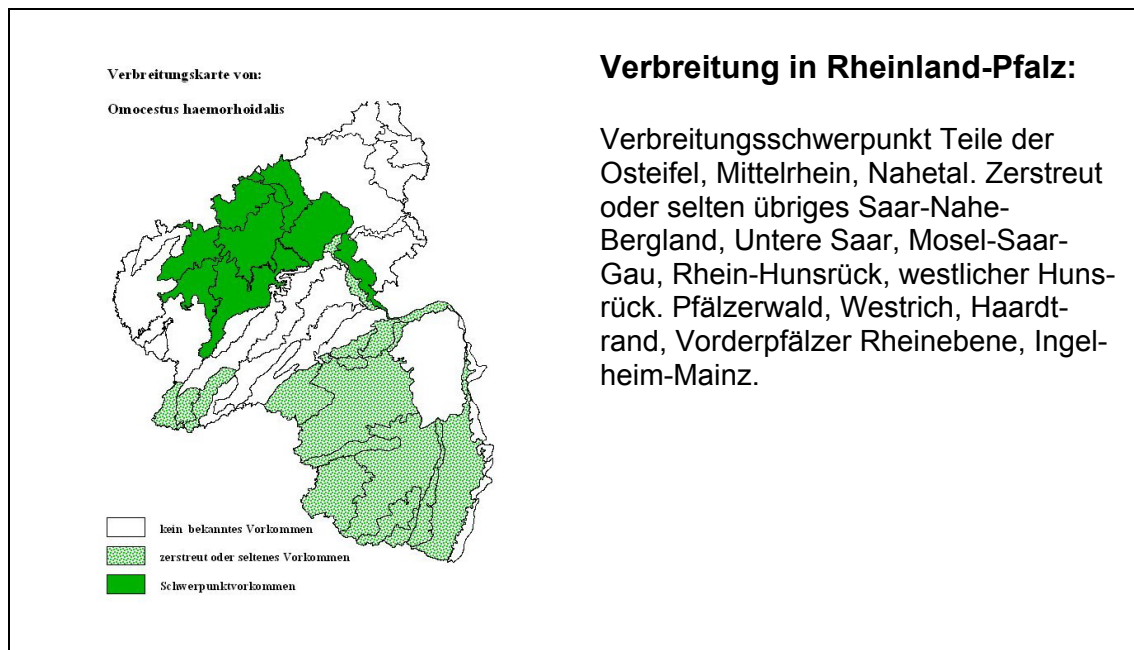 Verbreitungskarte von:
Omocestus haemorhoidalis
kein bekanntes Vorkommen
zerstreut oder seltenes Vorkommen
Schwerpunktvorkommen
Verbreitung in Rheinland-Pfalz:
Verbreitungsschwerpunkt Teile der
Osteifel, Mittelrhein, Nahetal. Zerstreut
oder selten übriges Saar-Nahe-
Bergland, Untere Saar, Mosel-Saar-
Gau, Rhein-Hunsrück, westlicher Huns-
rück. Pfälzerwald, Westrich, Haardt-
rand, Vorderpfälzer Rheinebene, Ingel-
heim-Mainz.